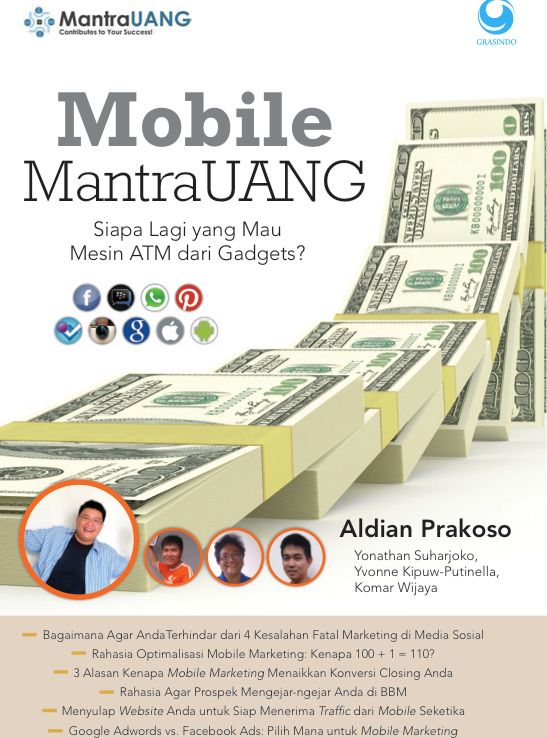 MantraUANG
Contributes to Your Success!
GRASINDO
Mobile
MantraUANG
Siapa Lagi yang Mau
Mesin ATM dari Gadgets?
Aldian Prakoso
Yonathan Suharjoko,
Yvonne Kipuw-Putinella,
Komar Wijaya
Bagaimana Agar AndaTerhindar dari 4 Kesalahan Fatal Marketing di Media Sosial
Rahasia Optimalisasi Mobile Marketing: Kenapa 100 + 1 = 110?
3 Alasan Kenapa Mobile Marketing Menaikkan Konversi Closing Anda
Rahasia Agar Prospek Mengejar-ngejar Anda di BBM
Menyulap Website Anda untuk Siap Menerima Traffic dari Mobile Seketika
Google Adwords vs. Facebook Ads: Pilih Mana untuk Mobile Marketing